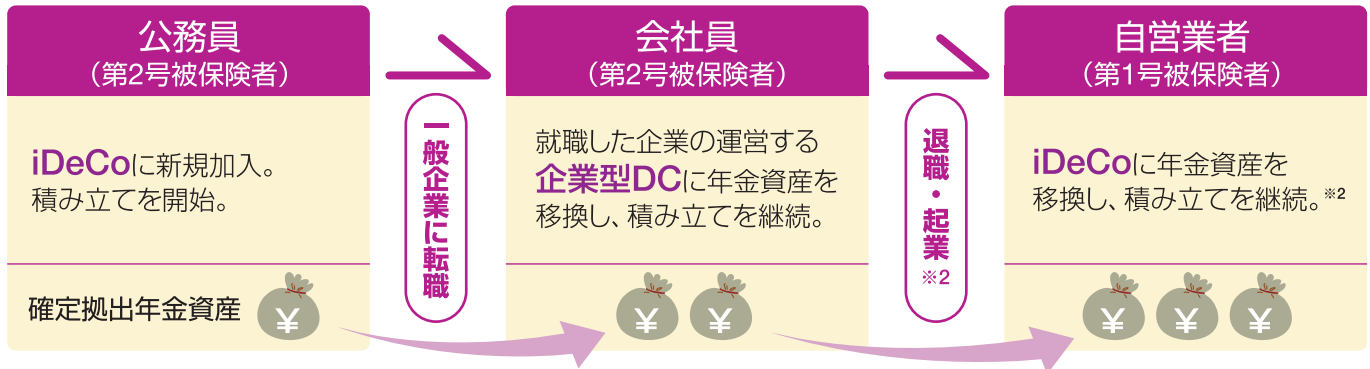 公務員
（第2号被保険者）
iDeCoに新規加入。
積み立てを開始。
確定拠出年金資産
¥
一般企業に転職
会社員
（第2号被保険者）
就職した企業の運営する
企業型DCに年金資産を
移換し、積み立てを継続。
¥ ¥
退職・起業
※2
自営業者
（第1号被保険者）
iDeCoに年金資産を
移換し、積み立てを継続。※2
¥ ¥ ¥